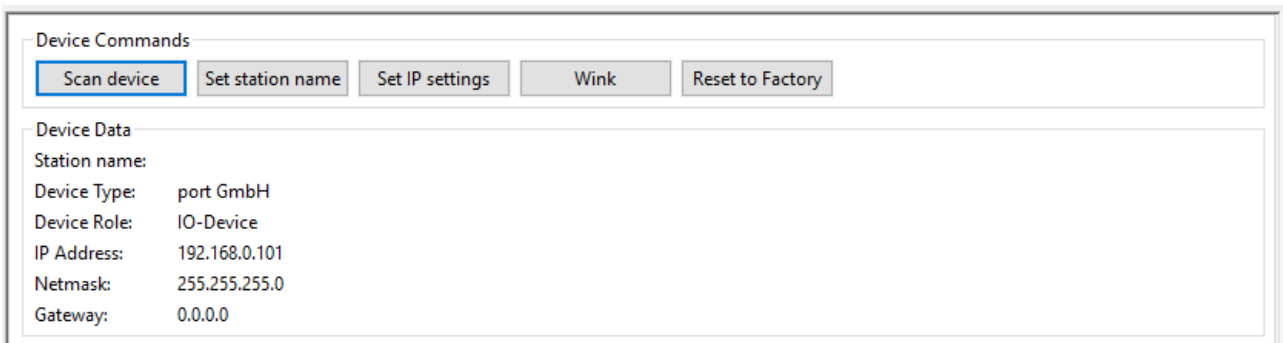 Device Commands
Scan device Set station name Set IP settings Wink Reset to Factory
Device Data
Station name:
Device Type: port GmbH
Device Role: IO-Device
IP Address: 192.168.0.101
Netmask: 255.255.255.0
Gateway: 0.0.0.0